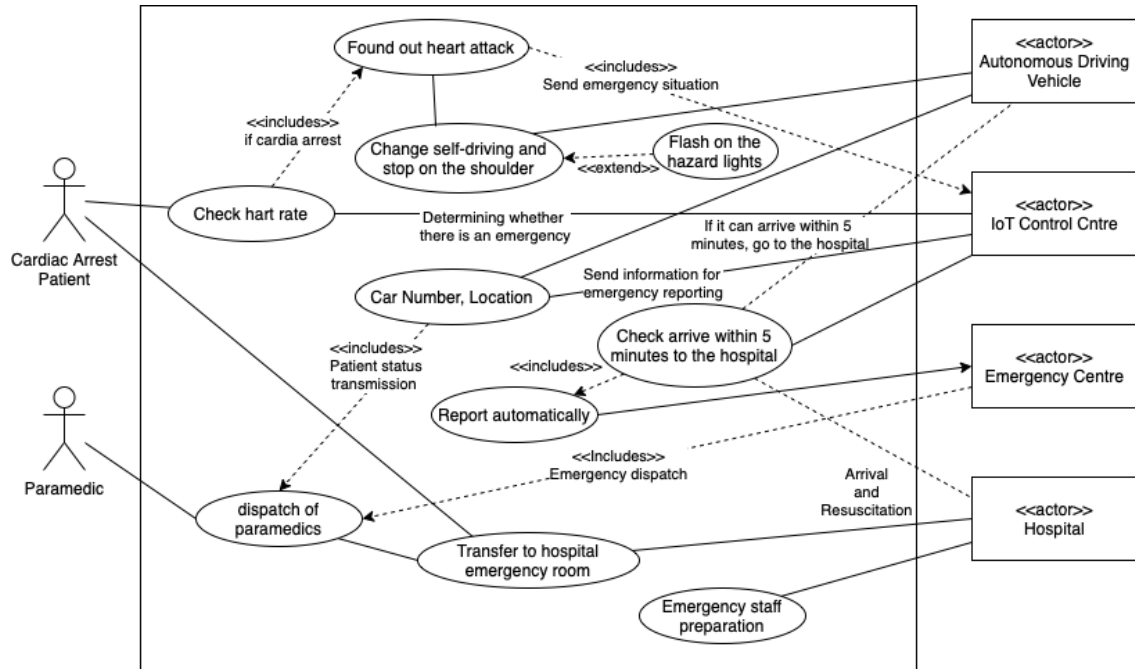 Found out heart attack
<<includes>>
Send emergency situation
<<actor>>
Autonomous Driving
Vehicle
<<includes>>
if cardia arrest
Change self-driving and
stop on the shoulder
<<extend>>
Flash on the
hazard lights
Check hart rate
Determining whether
there is an emergency
If it can arrive within 5
minutes, go to the hospital
<<actor>>
IoT Control Cntre
Cardiac Arrest
Patient
Car Number, Location
Send information for
emergency reporting
<<includes>>
Patient status
transmission
Check arrive within 5
minutes to the hospital
<<includes>>
<<actor>>
Emergency Centre
Report automatically
Paramedic
<<Includes>>
Emergency dispatch
Arrival
and
Resuscitation
dispatch of
paramedics
<<actor>>
Hospital
Transfer to hospital
emergency room
Emergency staff
preparation